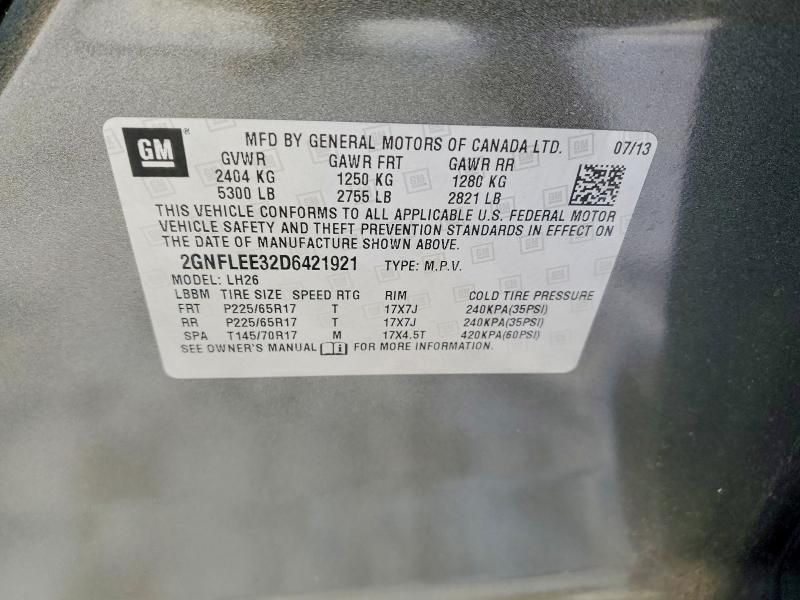 GM ® MFD BY GENERAL MOTORS OF CANADA LTD. 07/13
GVWR GAWR FRT GAWR RR
2404 KG 1250 KG 1280 KG
5300 LB 2755 LB 2821 LB
THIS VEHICLE CONFORMS TO ALL APPLICABLE U.S. FEDERAL MOTOR
VEHICLE SAFETY AND THEFT PREVENTION STANDARDS IN EFFECT ON
THE DATE OF MANUFACTURE SHOWN ABOVE.
2GNFLEE32D6421921 TYPE: M.P.V.
MODEL: LH26
LBBM TIRE SIZE SPEED RTG RIM COLD TIRE PRESSURE
FRT P225/65R17 T 17X7J 240KPA(35PSI)
RR P225/65R17 T 17X7J 240KPA(35PSI)
SPA T145/70R17 M 17X4.5T 420KPA(60PSI)
SEE OWNER'S MANUAL i FOR MORE INFORMATION.